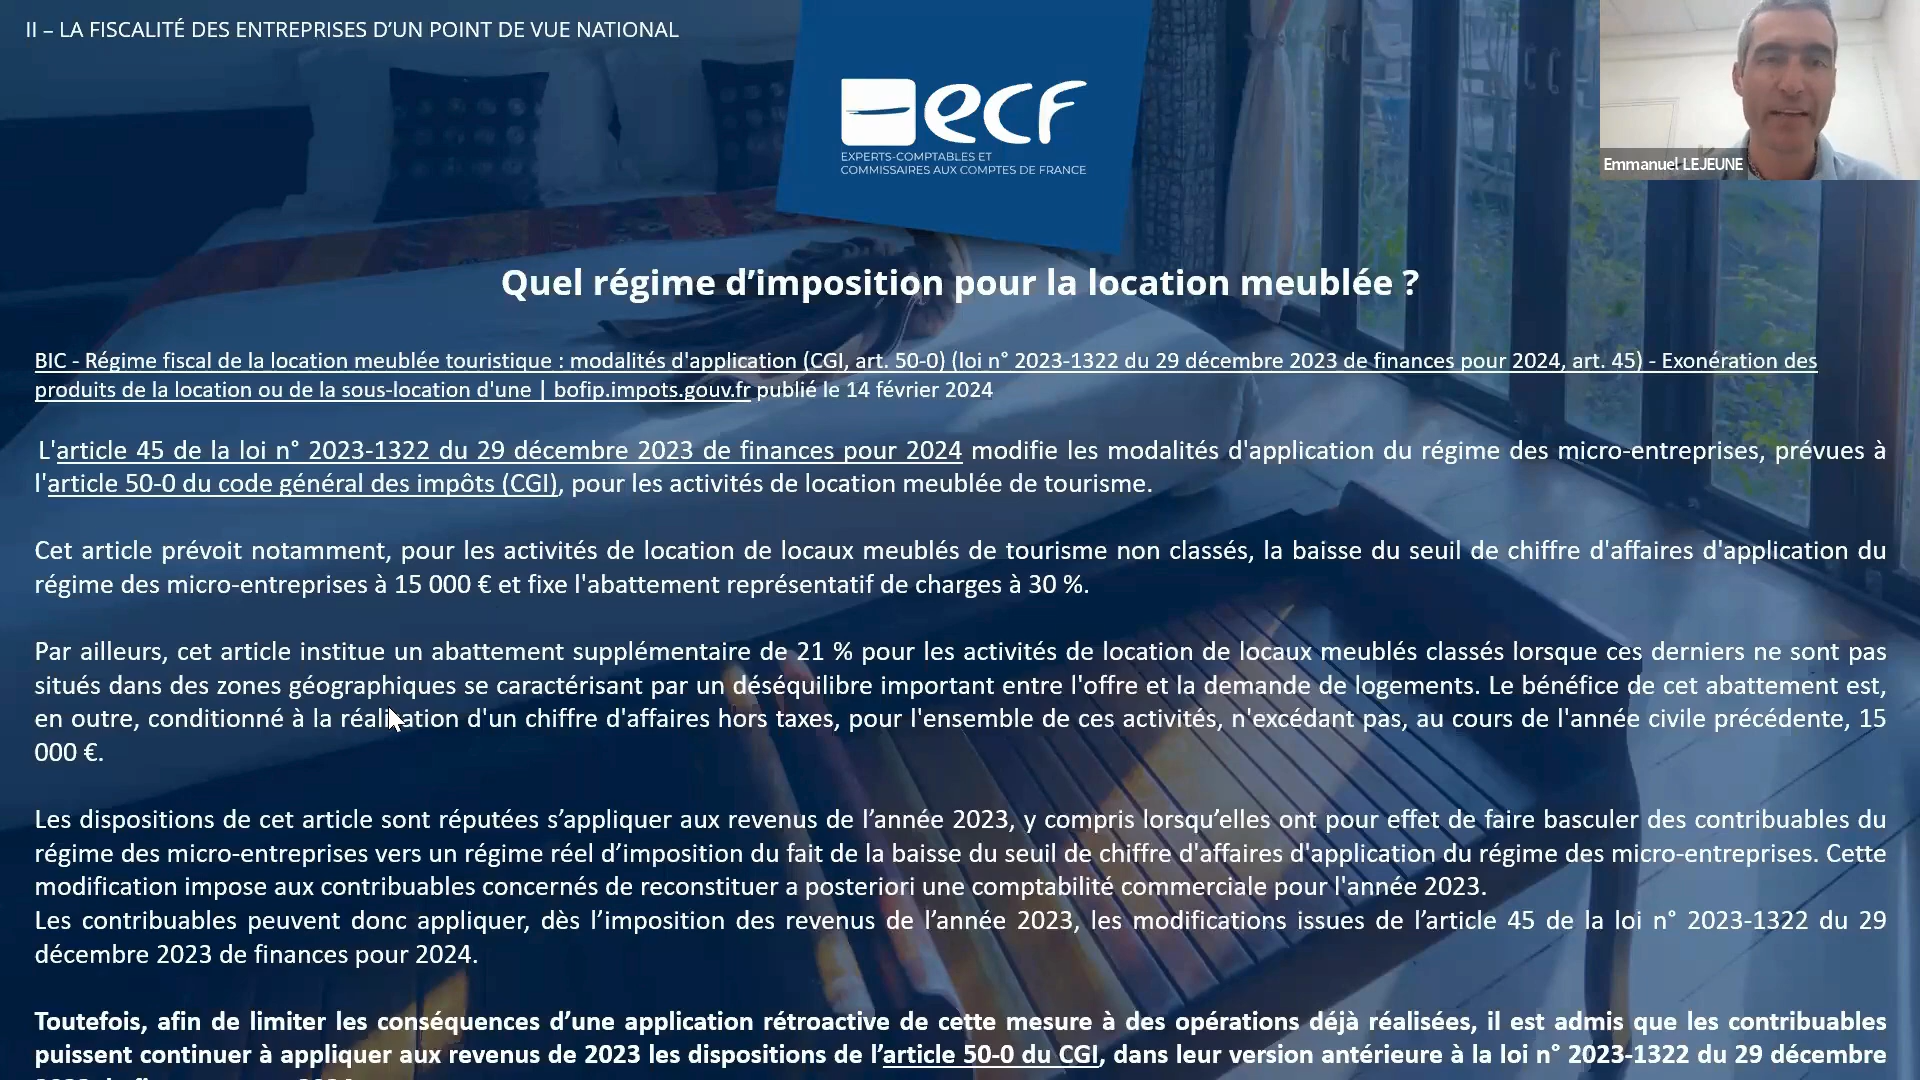 II – LA FISCALITÉ DES ENTREPRISES D’UN POINT DE VUE NATIONAL
ecf
EXPERTS-COMPTABLES ET
COMMISSAIRES AUX COMPTES DE FRANCE
Emmanuel LEJEUNE
Quel régime d’imposition pour la location meublée ?
BIC - Régime fiscal de la location meublée touristique : modalités d'application (CGI, art. 50-0) (loi n° 2023-1322 du 29 décembre 2023 de finances pour 2024, art. 45) - Exonération des
produits de la location ou de la sous-location d'une | bofip.impots.gouv.fr publié le 14 février 2024
L'article 45 de la loi n° 2023-1322 du 29 décembre 2023 de finances pour 2024 modifie les modalités d'application du régime des micro-entreprises, prévues à
l'article 50-0 du code général des impôts (CGI), pour les activités de location meublée de tourisme.
Cet article prévoit notamment, pour les activités de location de locaux meublés de tourisme non classés, la baisse du seuil de chiffre d'affaires d'application du
régime des micro-entreprises à 15 000 € et fixe l'abattement représentatif de charges à 30 %.
Par ailleurs, cet article institue un abattement supplémentaire de 21 % pour les activités de location de locaux meublés classés lorsque ces derniers ne sont pas
situés dans des zones géographiques se caractérisant par un déséquilibre important entre l'offre et la demande de logements. Le bénéfice de cet abattement est,
en outre, conditionné à la réalisation d'un chiffre d'affaires hors taxes, pour l'ensemble de ces activités, n'excédant pas, au cours de l'année civile précédente, 15
000 €.
Les dispositions de cet article sont réputées s’appliquer aux revenus de l’année 2023, y compris lorsqu’elles ont pour effet de faire basculer des contribuables du
régime des micro-entreprises vers un régime réel d’imposition du fait de la baisse du seuil de chiffre d'affaires d'application du régime des micro-entreprises. Cette
modification impose aux contribuables concernés de reconstituer a posteriori une comptabilité commerciale pour l'année 2023.
Les contribuables peuvent donc appliquer, dès l’imposition des revenus de l’année 2023, les modifications issues de l’article 45 de la loi n° 2023-1322 du 29
décembre 2023 de finances pour 2024.
Toutefois, afin de limiter les conséquences d’une application rétroactive de cette mesure à des opérations déjà réalisées, il est admis que les contribuables
puissent continuer à appliquer aux revenus de 2023 les dispositions de l’article 50-0 du CGI, dans leur version antérieure à la loi n° 2023-1322 du 29 décembre